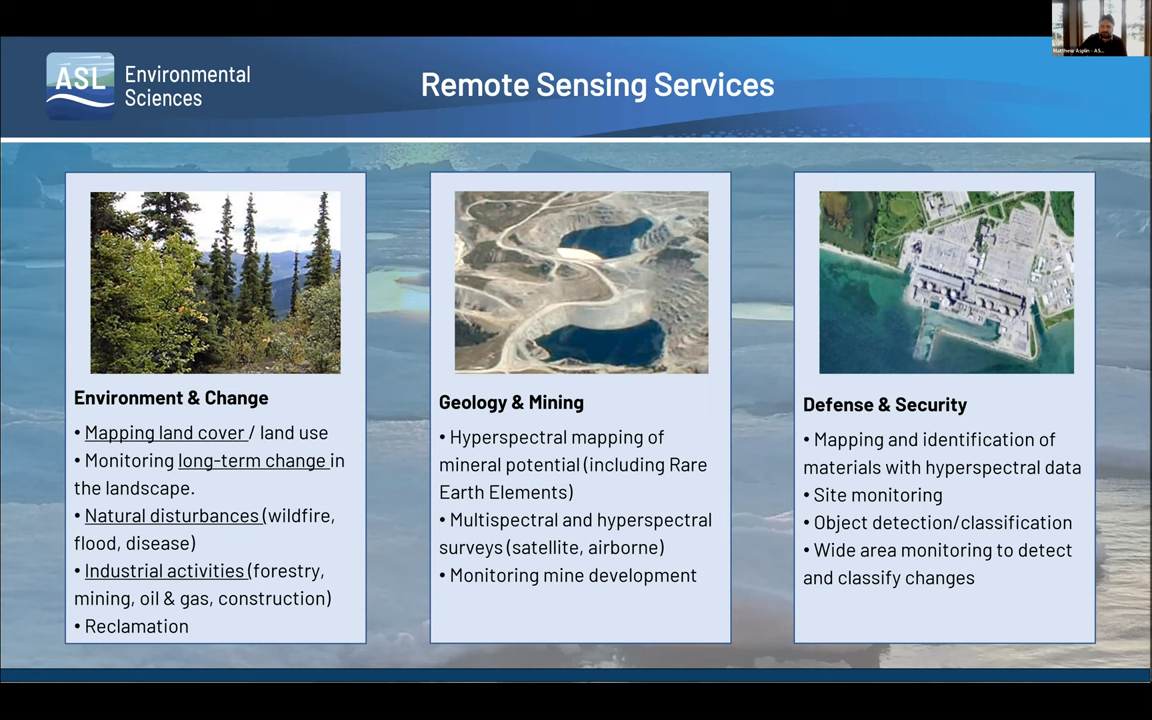 Matthew Asplin - AS...
ASL
Environmental
Sciences
Remote Sensing Services
Environment & Change
• Mapping land cover / land use
• Monitoring long-term change in
the landscape.
• Natural disturbances (wildfire,
flood, disease)
• Industrial activities (forestry,
mining, oil & gas, construction)
• Reclamation
Geology & Mining
• Hyperspectral mapping of
mineral potential (including Rare
Earth Elements)
• Multispectral and hyperspectral
surveys (satellite, airborne)
• Monitoring mine development
Defense & Security
• Mapping and identification of
materials with hyperspectral data
• Site monitoring
• Object detection/classification
• Wide area monitoring to detect
and classify changes